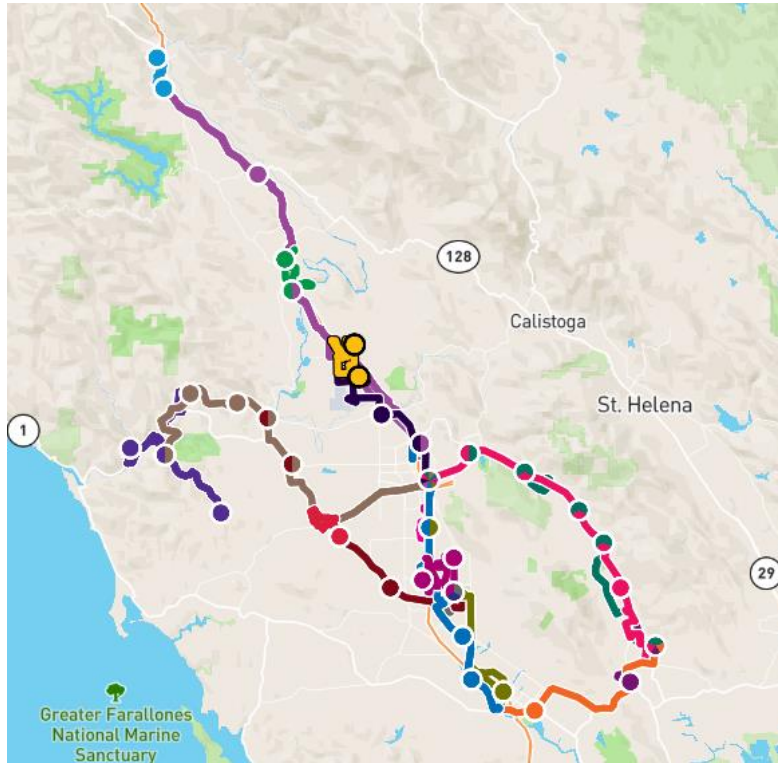 128
Calistoga
St. Helena
1
29
Greater Farallones
National Marine
Sanctuary